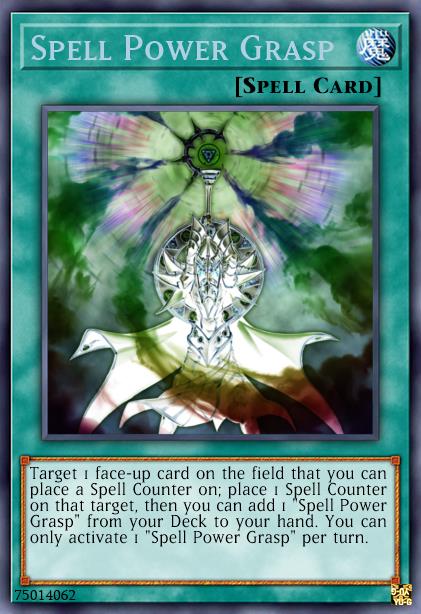 Spell Power Grasp
魔
[Spell Card]
Target 1 face-up card on the field that you can
place a Spell Counter on; place 1 Spell Counter
on that target, then you can add 1 "Spell Power
Grasp" from your Deck to your hand. You can
only activate 1 "Spell Power Grasp" per turn.
75014062